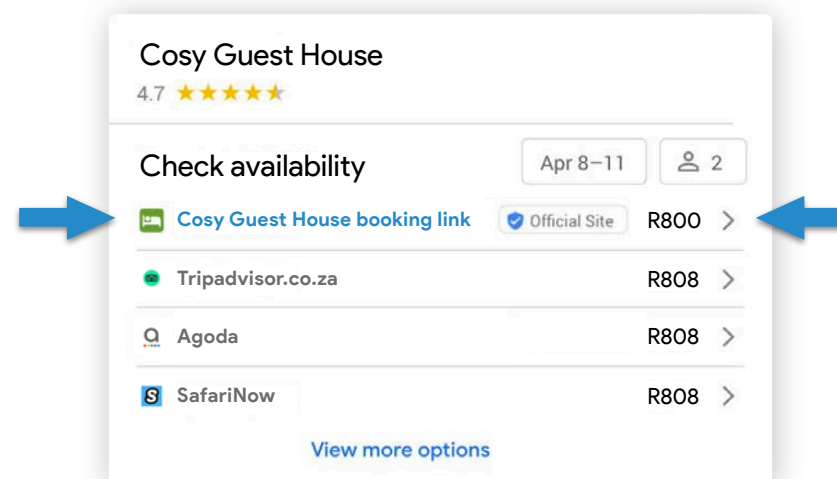 Cosy Guest House
4.7
Check availability
Apr 8–11
2
Cosy Guest House booking link Official Site R800
Tripadvisor.co.za R808
Agoda R808
SafariNow R808
View more options